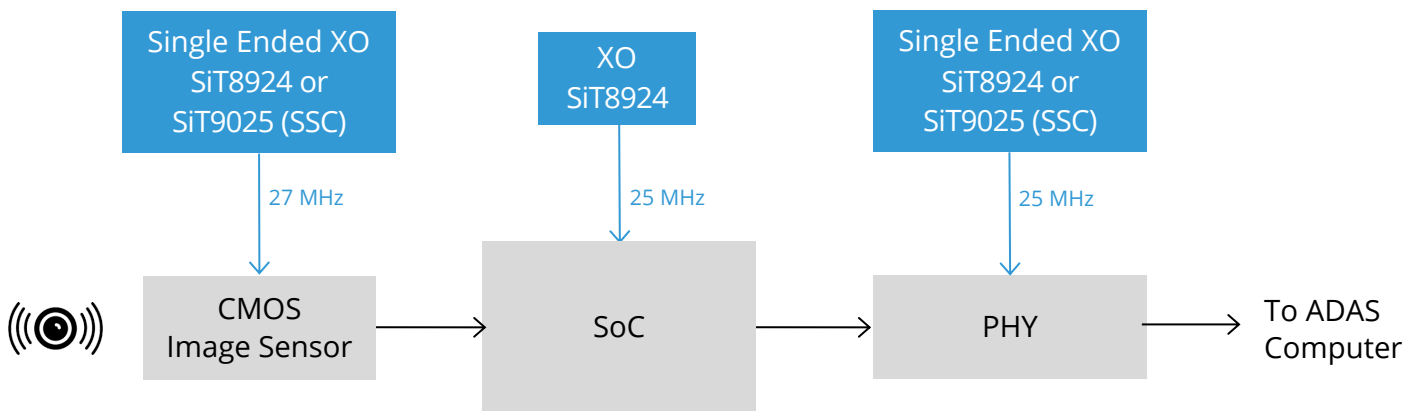 Single Ended XO
SiT8924 or
SiT9025 (SSC)
XO
SiT8924
Single Ended XO
SiT8924 or
SiT9025 (SSC)
27 MHz
25 MHz
25 MHz
CMOS
Image Sensor
SoC
PHY
To ADAS
Computer